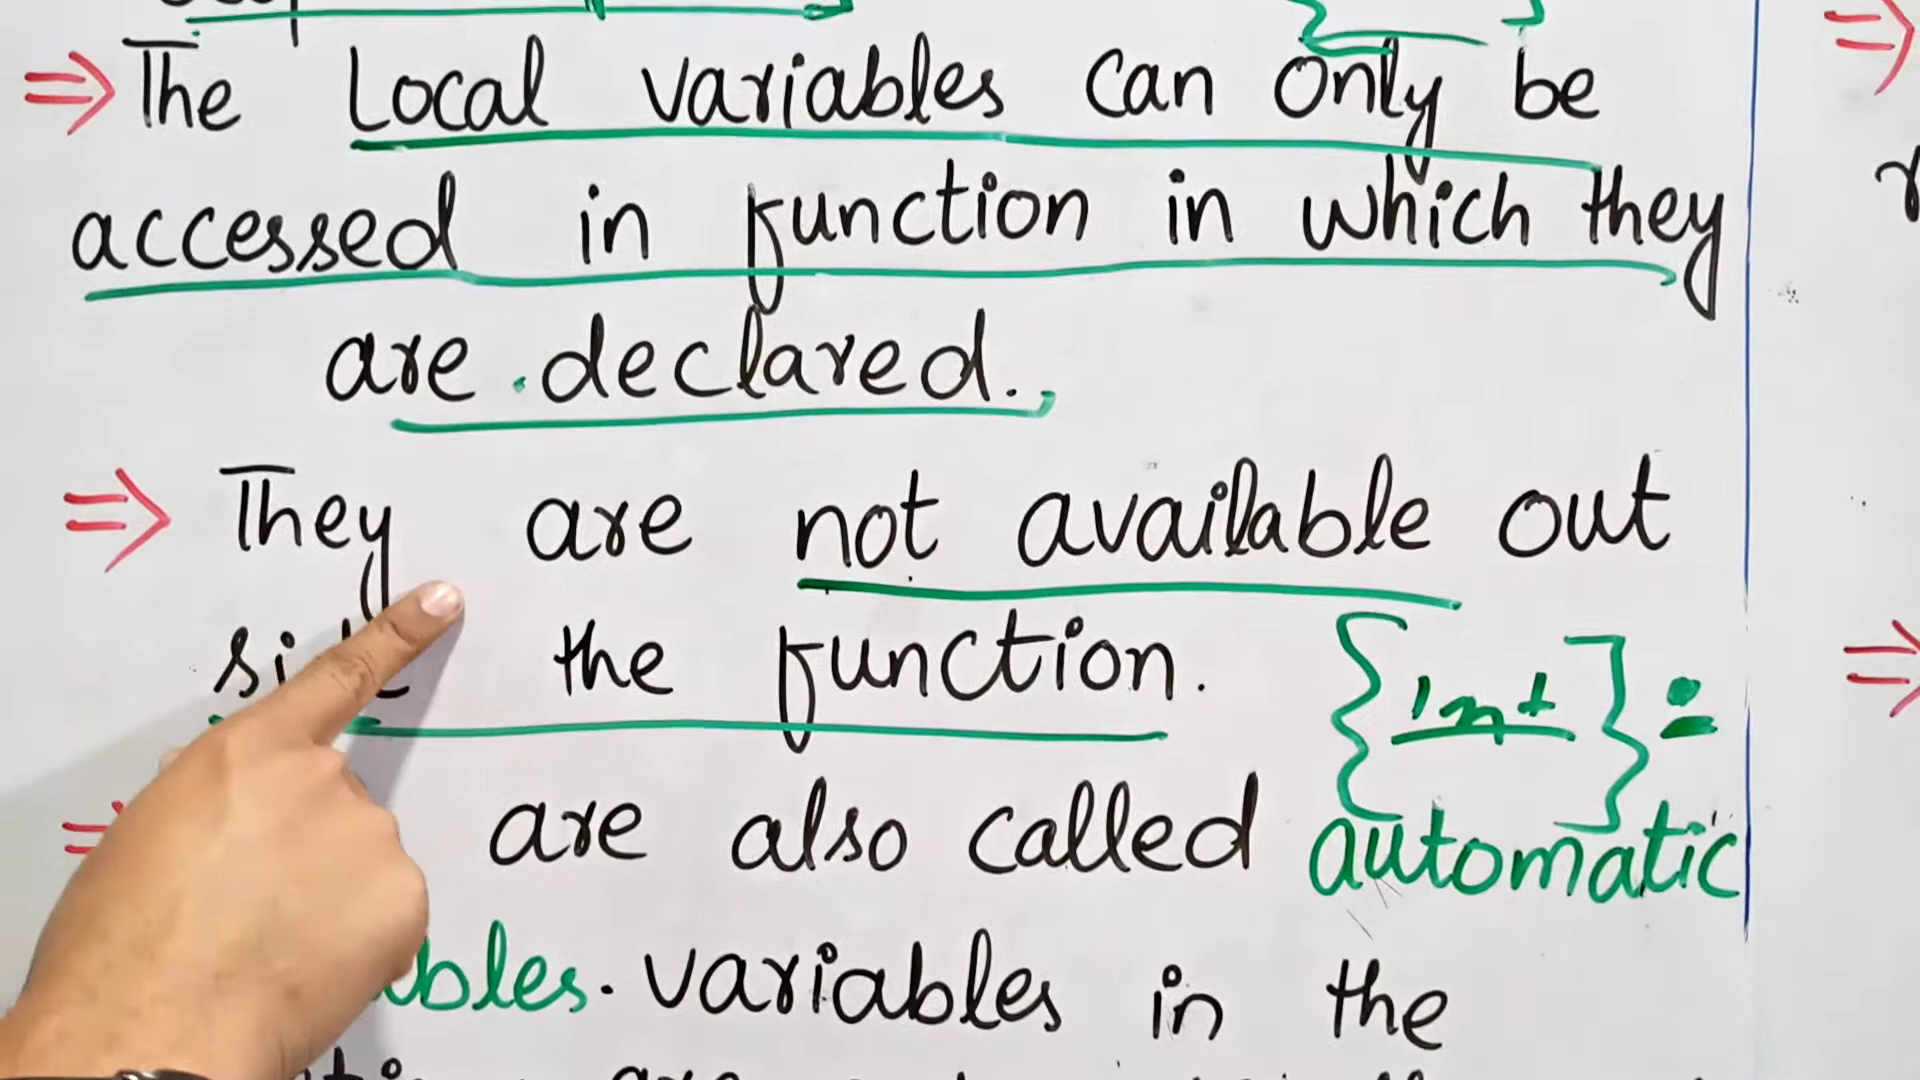 ⇒ The Local variables can only be
accessed in function in which they
are declared.
⇒ They are not available out
the function.
{int}
⇒ are also called automatic
variables in the